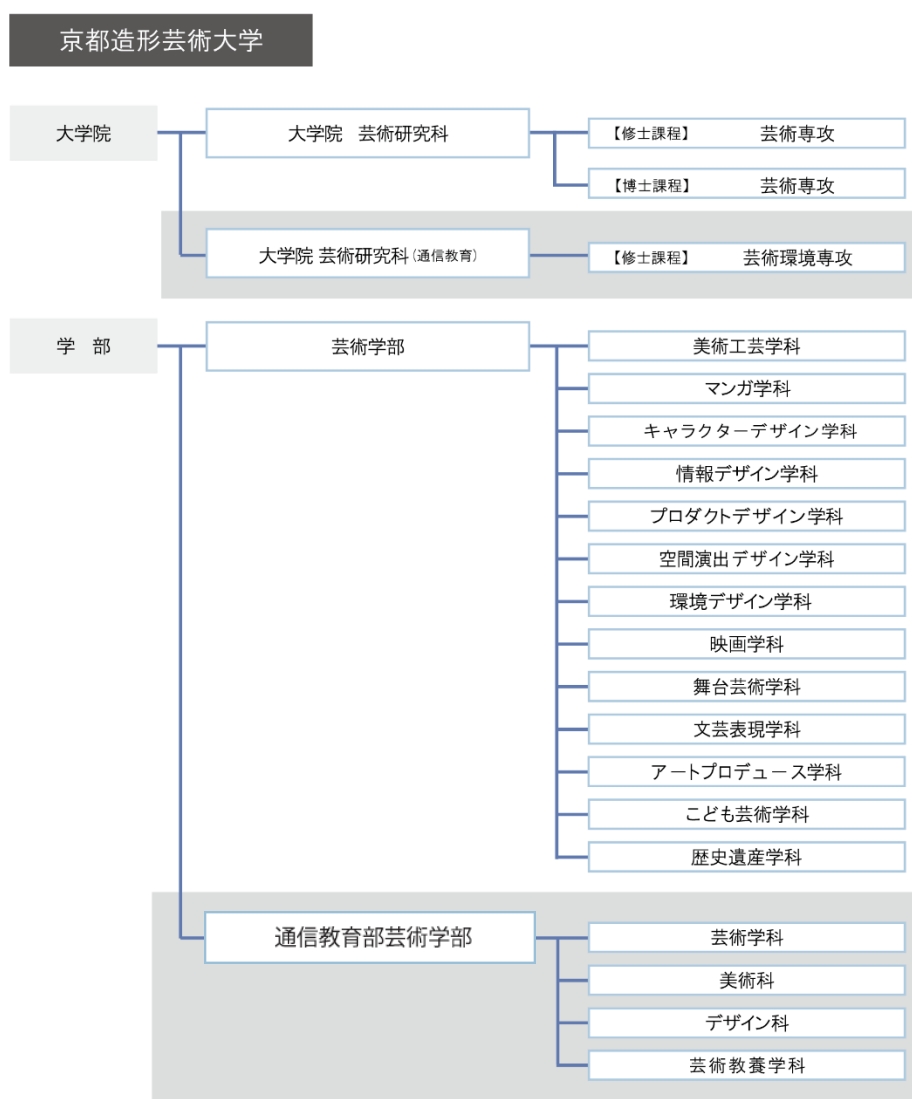 京都造形芸術大学
大学院
大学院 芸術研究科
【修士課程】 芸術専攻
【博士課程】 芸術専攻
大学院 芸術研究科(通信教育)
【修士課程】 芸術環境専攻
学 部
芸術学部
美術工芸学科
マンガ学科
キャラクターデザイン学科
情報デザイン学科
プロダクトデザイン学科
空間演出デザイン学科
環境デザイン学科
映画学科
舞台芸術学科
文芸表現学科
アートプロデュース学科
こども芸術学科
歴史遺産学科
通信教育部芸術学部
芸術学科
美術科
デザイン科
芸術教養学科